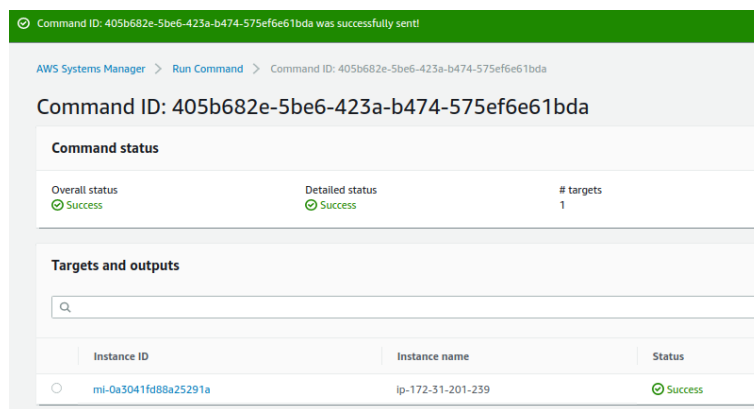 Command ID: 405b682e-5be6-423a-b474-575ef6e61bda was successfully sent!
AWS Systems Manager > Run Command > Command ID: 405b682e-5be6-423a-b474-575ef6e61bda
Command ID: 405b682e-5be6-423a-b474-575ef6e61bda
Command status
Overall status Detailed status # targets
Success Success 1
Targets and outputs
Instance ID Instance name Status
mi-0a3041fd88a25291a ip-172-31-201-239 Success